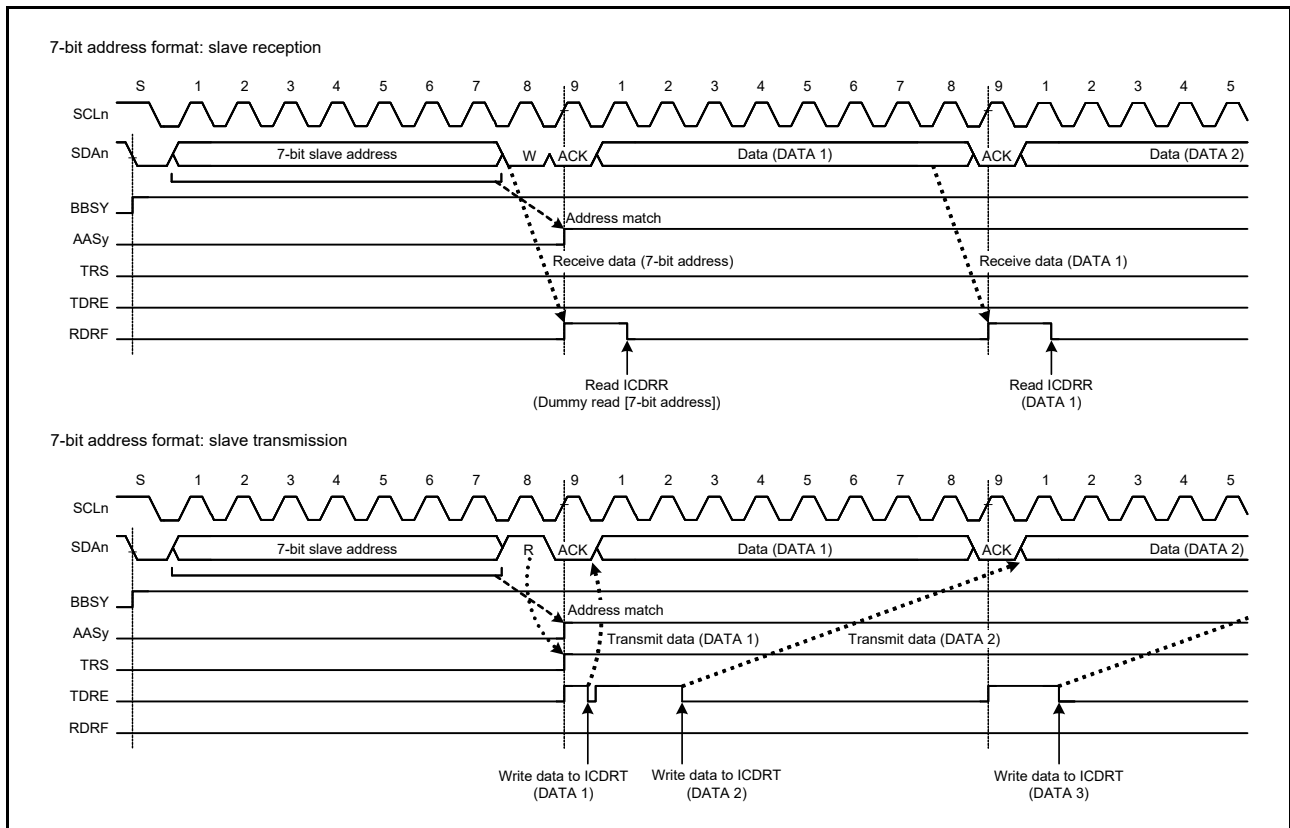 7-bit address format: slave reception
S 1 2 3 4 5 6 7 8 9 1 2 3 4 5 6 7 8 9 1 2 3 4 5
SCLn
SDAn 7-bit slave address W ACK Data (DATA 1) ACK Data (DATA 2)
BBSY
Address match
AASy
Receive data (7-bit address) Receive data (DATA 1)
TRS
TDRE
RDRF
Read ICDRR Read ICDRR
(Dummy read [7-bit address]) (DATA 1)
7-bit address format: slave transmission
S 1 2 3 4 5 6 7 8 9 1 2 3 4 5 6 7 8 9 1 2 3 4 5
SCLn
SDAn 7-bit slave address R ACK Data (DATA 1) ACK Data (DATA 2)
BBSY
Address match
AASy
Transmit data (DATA 1) Transmit data (DATA 2)
TRS
TDRE
RDRF
Write data to ICDRT Write data to ICDRT Write data to ICDRT
(DATA 1) (DATA 2) (DATA 3)